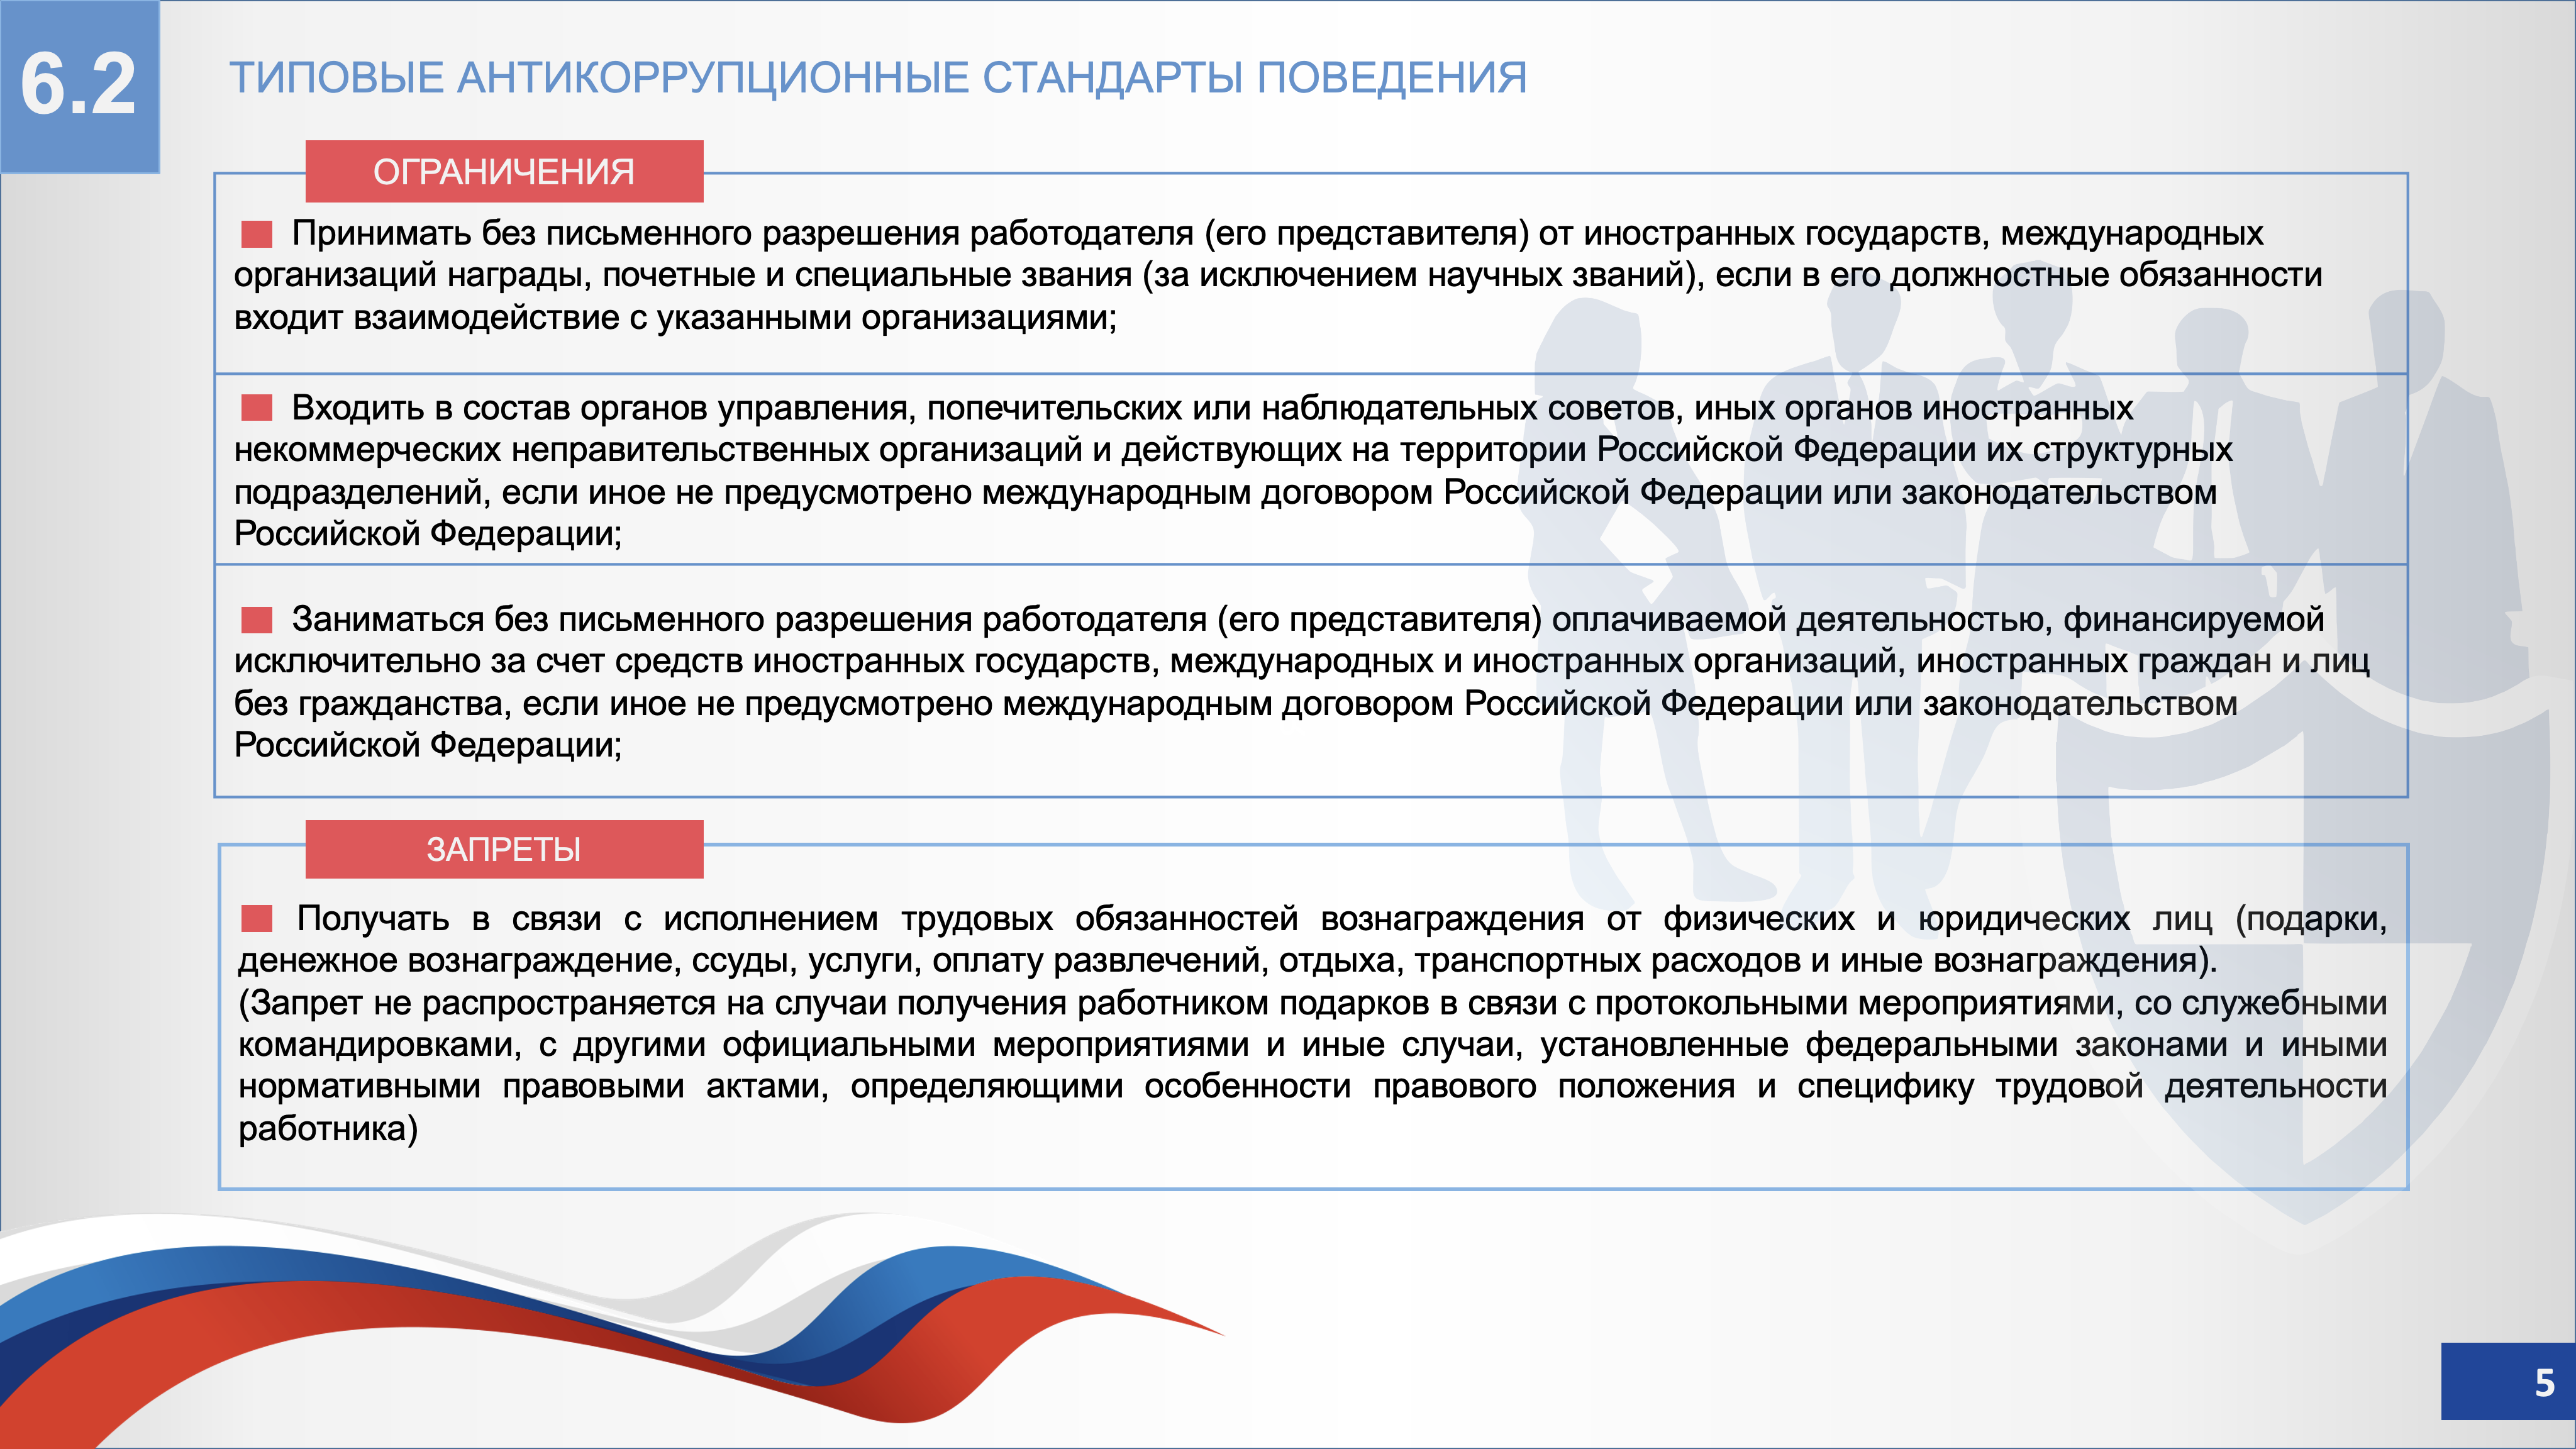 6.2
ТИПОВЫЕ АНТИКОРРУПЦИОННЫЕ СТАНДАРТЫ ПОВЕДЕНИЯ
ОГРАНИЧЕНИЯ
Принимать без письменного разрешения работодателя (его представителя) от иностранных государств, международных
организаций награды, почетные и специальные звания (за исключением научных званий), если в его должностные обязанности
входит взаимодействие с указанными организациями;
Входить в состав органов управления, попечительских или наблюдательных советов, иных органов иностранных
некоммерческих неправительственных организаций и действующих на территории Российской Федерации их структурных
подразделений, если иное не предусмотрено международным договором Российской Федерации или законодательством
Российской Федерации;
Заниматься без письменного разрешения работодателя (его представителя) оплачиваемой деятельностью, финансируемой
исключительно за счет средств иностранных государств, международных и иностранных организаций, иностранных граждан и лиц
без гражданства, если иное не предусмотрено международным договором Российской Федерации или законодательством
Российской Федерации;
ЗАПРЕТЫ
Получать в связи с исполнением трудовых обязанностей вознаграждения от физических и юридических лиц (подарки,
денежное вознаграждение, ссуды, услуги, оплату развлечений, отдыха, транспортных расходов и иные вознаграждения).
(Запрет не распространяется на случаи получения работником подарков в связи с протокольными мероприятиями, со служебными
командировками, с другими официальными мероприятиями и иные случаи, установленные федеральными законами и иными
нормативными правовыми актами, определяющими особенности правового положения и специфику трудовой деятельности
работника)
5